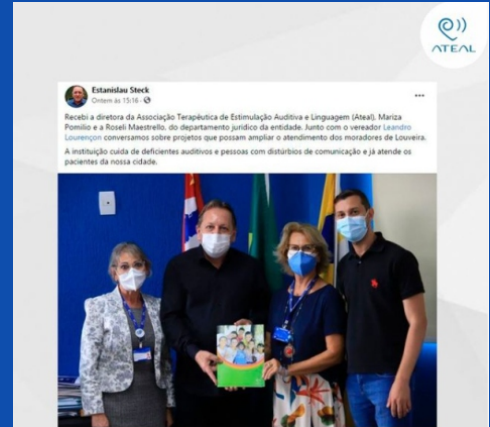 ATEAL
Estanislau Steck
Ontem às 15:16 ·
Recebi a diretora da Associação Terapêutica de Estimulação Auditiva e Linguagem (Ateal), Mariza
Pomilio e a Roseli Maestrello, do departamento jurídico da entidade. Junto com o vereador Leandro
Lourençon conversamos sobre projetos que possam ampliar o atendimento dos moradores de Louveira.
A instituição cuida de deficientes auditivos e pessoas com distúrbios de comunicação e já atende os
pacientes da nossa cidade.